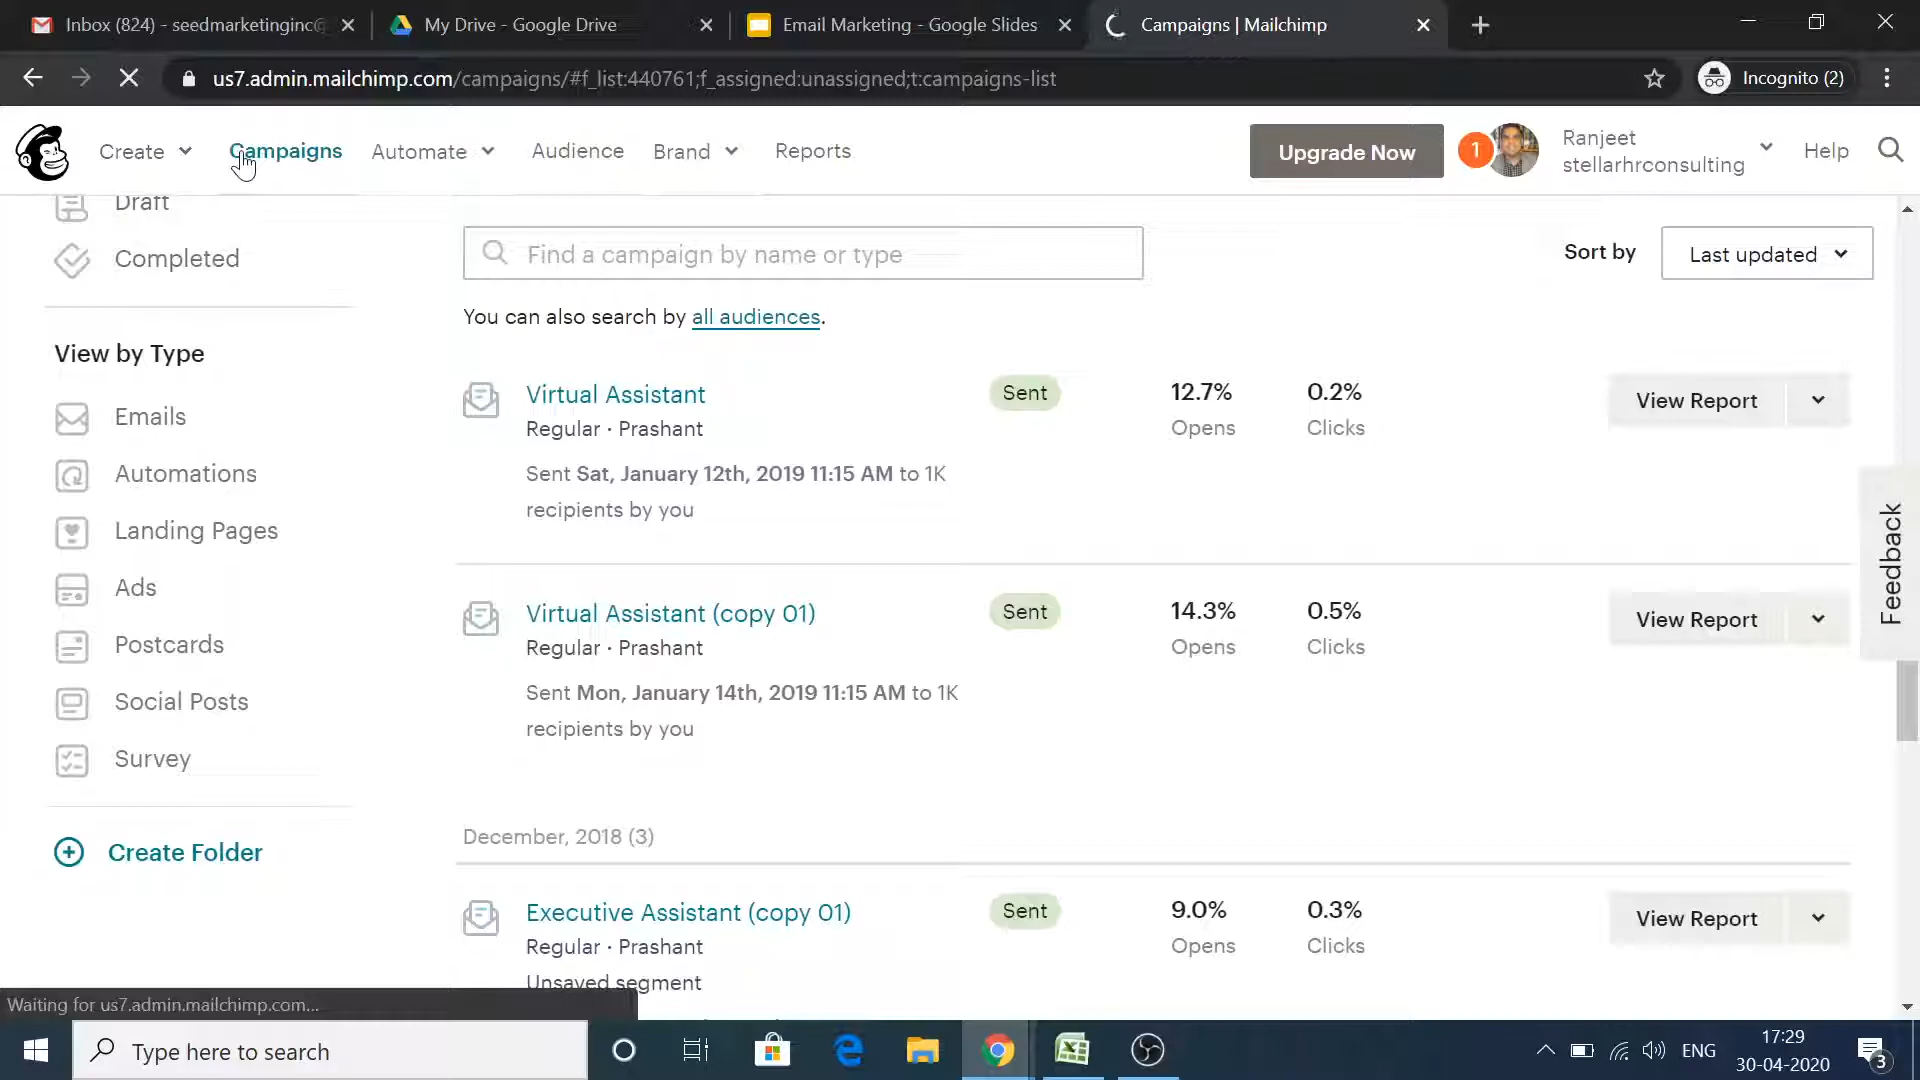 Inbox (824) - seedmarketinginc@
My Drive - Google Drive
Email Marketing - Google Slides
Campaigns | Mailchimp
us7.admin.mailchimp.com/campaigns/#f_list:440761;f_assigned:unassigned;t:campaigns-list
Incognito (2)
Create
Campaigns
Automate
Audience
Brand
Reports
Upgrade Now
1
Ranjeet
stellarhrconsulting
Help
Draft
Completed
View by Type
Emails
Automations
Landing Pages
Ads
Postcards
Social Posts
Survey
Create Folder
Find a campaign by name or type
Sort by
Last updated
You can also search by all audiences.
Virtual Assistant
Regular · Prashant
Sent Sat, January 12th, 2019 11:15 AM to 1K
recipients by you
Sent
12.7%
Opens
0.2%
Clicks
View Report
Virtual Assistant (copy 01)
Regular · Prashant
Sent Mon, January 14th, 2019 11:15 AM to 1K
recipients by you
Sent
14.3%
Opens
0.5%
Clicks
View Report
December, 2018 (3)
Executive Assistant (copy 01)
Regular · Prashant
Unsaved segment
Sent
9.0%
Opens
0.3%
Clicks
View Report
Feedback
Waiting for us7.admin.mailchimp.com...
Type here to search
ENG
17:29
30-04-2020
3